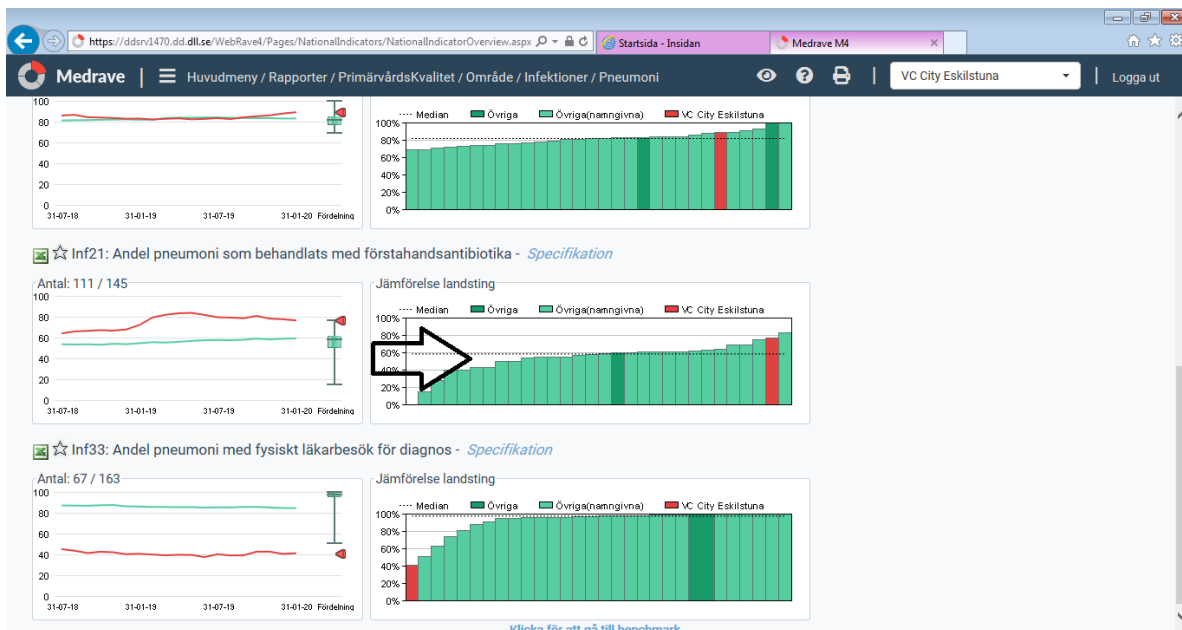 https://ddsrv1470.dd.dll.se/WebRave4/Pages/NationalIndicators/NationalIndicatorOverview.aspx
Startsida - Insidan
Medrave M4
Medrave | Huvudmeny / Rapporter / PrimärvårdsKvalitet / Område / Infektioner / Pneumoni
VC City Eskilstuna
Logga ut
100
80
60
40
20
0
31-07-18 31-01-19 31-07-19 31-01-20 Fördelning
Median Övriga Övriga(namngivna) VC City Eskilstuna
100%
80%
60%
40%
20%
0%
Inf21: Andel pneumoni som behandlats med förstahandsantibiotika - Specifikation
Antal: 111 / 145
100
80
60
40
20
0
31-07-18 31-01-19 31-07-19 31-01-20 Fördelning
Jämförelse landsting
Median Övriga Övriga(namngivna) VC City Eskilstuna
100%
80%
60%
40%
20%
0%
Inf33: Andel pneumoni med fysiskt läkarbesök för diagnos - Specifikation
Antal: 67 / 163
100
80
60
40
20
0
31-07-18 31-01-19 31-07-19 31-01-20 Fördelning
Jämförelse landsting
Median Övriga Övriga(namngivna) VC City Eskilstuna
100%
80%
60%
40%
20%
0%
Klicka för att gå till benchmark